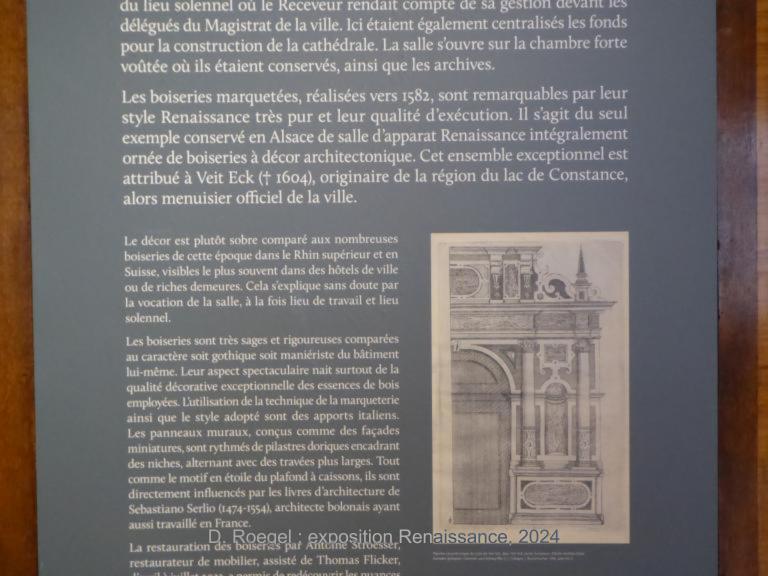 du lieu solennel où le Receveur rendait compte de sa gestion devant les
délégués du Magistrat de la ville. Ici étaient également centralisés les fonds
pour la construction de la cathédrale. La salle s'ouvre sur la chambre forte
voûtée où ils étaient conservés, ainsi que les archives.
Les boiseries marquetées, réalisées vers 1582, sont remarquables par leur
style Renaissance très pur et leur qualité d'exécution. Il s'agit du seul
exemple conservé en Alsace de salle d'apparat Renaissance intégralement
ornée de boiseries à décor architectonique. Cet ensemble exceptionnel est
attribué à Veit Eck († 1604), originaire de la région du lac de Constance,
alors menuisier officiel de la ville.
Le décor est plutôt sobre comparé aux nombreuses
boiseries de cette époque dans le Rhin supérieur et en
Suisse, visibles le plus souvent dans des hôtels de ville
ou de riches demeures. Cela s'explique sans doute par
la vocation de la salle, à la fois lieu de travail et lieu
solennel.
Les boiseries sont très sages et rigoureuses comparées
au caractère soit gothique soit maniériste du bâtiment
lui-même. Leur aspect spectaculaire nait surtout de la
qualité décorative exceptionnelle des essences de bois
employées. L'utilisation de la technique de la marqueterie
ainsi que le style adopté sont des apports italiens.
Les panneaux muraux, conçus comme des façades
miniatures, sont rythmés de pilastres doriques encadrant
des niches, alternant avec des travées plus larges. Tout
comme le motif en étoile du plafond à caissons, ils sont
directement influencés par les livres d'architecture de
Sebastiano Serlio (1474-1554), architecte bolonais ayant
aussi travaillé en France.
La restauration des boiseries par Antoine Stroesser,
restaurateur de mobilier, assisté de Thomas Flicker,
a permis de redécouvrir les nuances
D. Roegel : exposition Renaissance, 2024